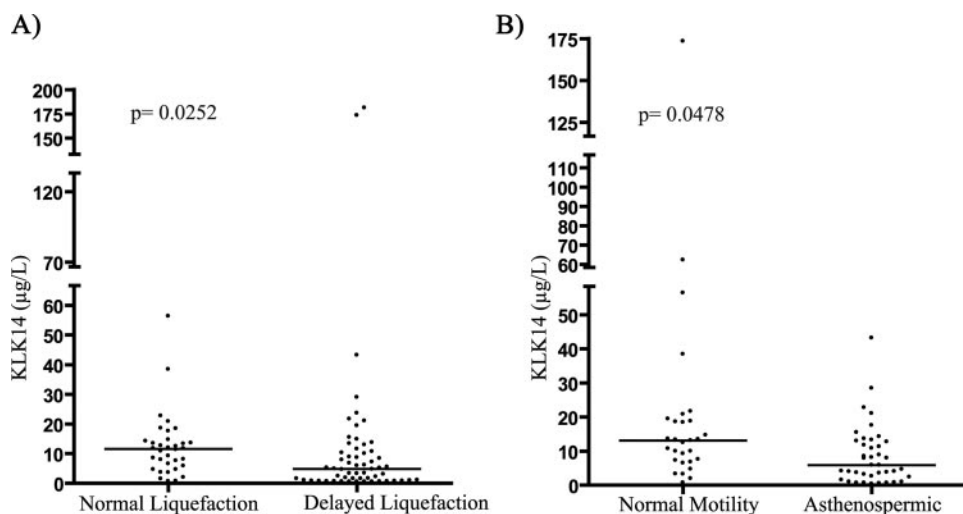 A)
200
175
150
120
70
60
50
40
30
20
10
0
KLK14 (µg/L)
p= 0.0252
Normal Liquefaction
Delayed Liquefaction
B)
175
150
125
110
100
90
80
70
60
50
40
30
20
10
0
KLK14 (µg/L)
p= 0.0478
Normal Motility
Asthenospermic